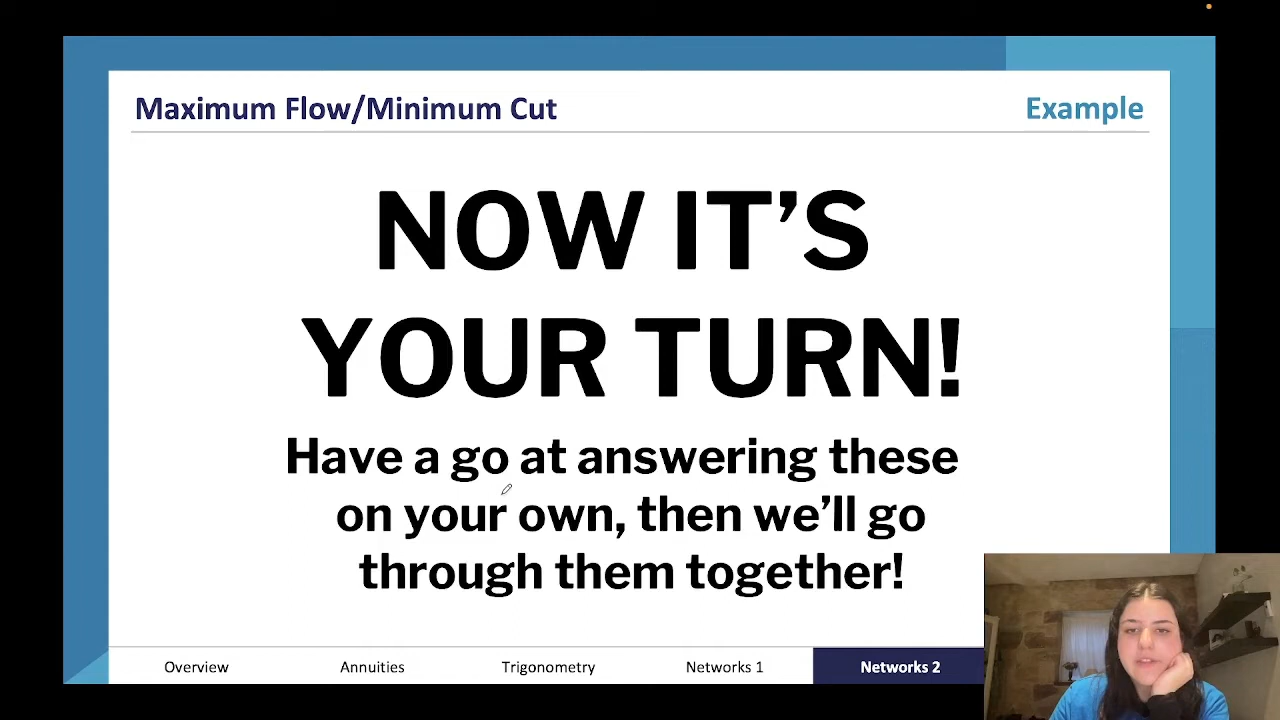 Maximum Flow/Minimum Cut
Example
NOW IT’S
YOUR TURN!
Have a go at answering these
on your own, then we’ll go
through them together!
Overview
Annuities
Trigonometry
Networks 1
Networks 2